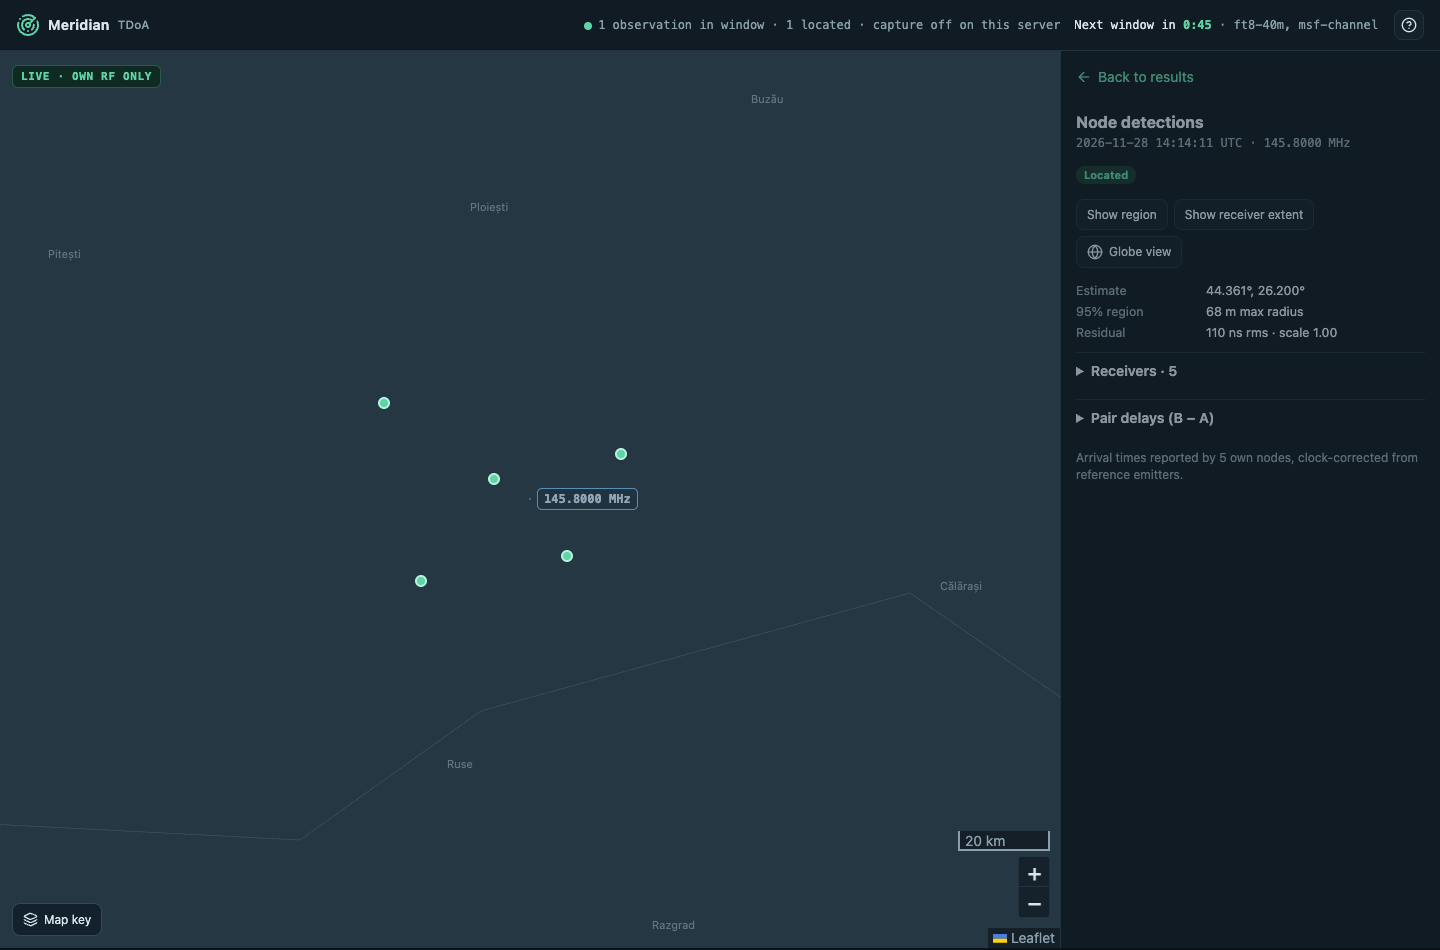 Meridian TDoA
1 observation in window · 1 located · capture off on this server Next window in 0:45 · ft8-40m, msf-channel
LIVE · OWN RF ONLY
Buzău
Ploiești
Pitești
145.8000 MHz
Călărași
Ruse
Razgrad
20 km
+
−
Map key
Leaflet
← Back to results
Node detections
2026-11-28 14:14:11 UTC · 145.8000 MHz
Located
Show region Show receiver extent
Globe view
Estimate 44.361°, 26.200°
95% region 68 m max radius
Residual 110 ns rms · scale 1.00
Receivers · 5
Pair delays (B – A)
Arrival times reported by 5 own nodes, clock-corrected from
reference emitters.